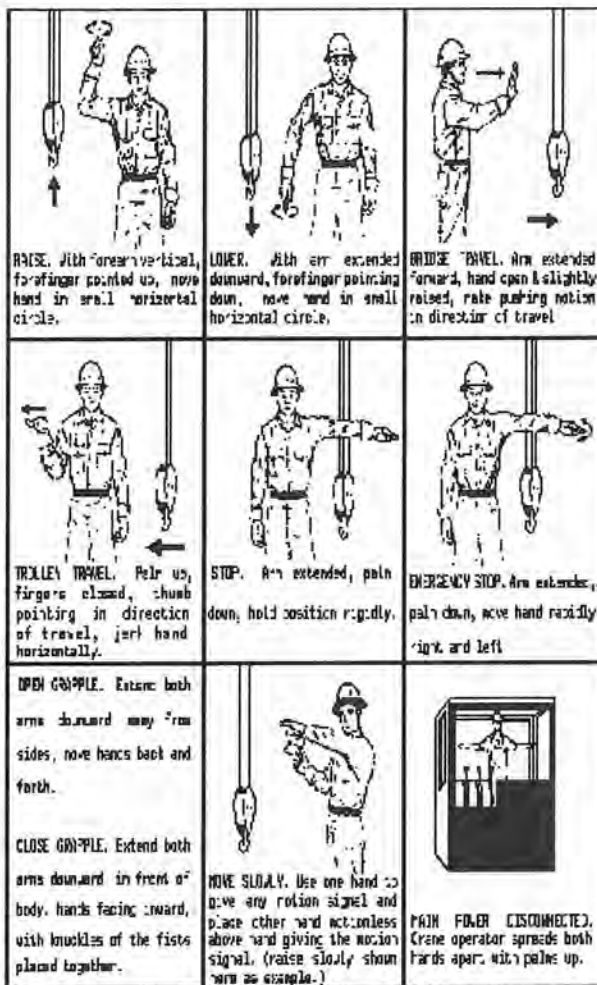 RAISE. With forearm vertical,
forefinger pointed up, move
hand in small horizontal
circle.
LOWER. With arm extended
downward, forefinger pointing
down, move hand in small
horizontal circle.
BRIDGE TRAVEL. Arm extended
forward, hand open & slightly
raised, make pushing motion
in direction of travel
TROLLEY TRAVEL. Palm up,
fingers closed, thumb
pointing in direction
of travel, jerk hand
horizontally.
STOP. Arm extended, palm
down, hold position rigidly.
EMERGENCY STOP. Arm extended,
palm down, move hand rapidly
right and left
OPEN GRAPPLE. Extend both
arms downward away from
sides, move hands back and
forth.
CLOSE GRAPPLE. Extend both
arms downward in front of
body, hands facing inward,
with knuckles of the fists
placed together.
MOVE SLOWLY. Use one hand to
give any motion signal and
place other hand motionless
above hand giving the motion
signal. (raise slowly shown
here as example.)
MAIN POWER DISCONNECTED.
Crane operator spreads both
hands apart with palms up.